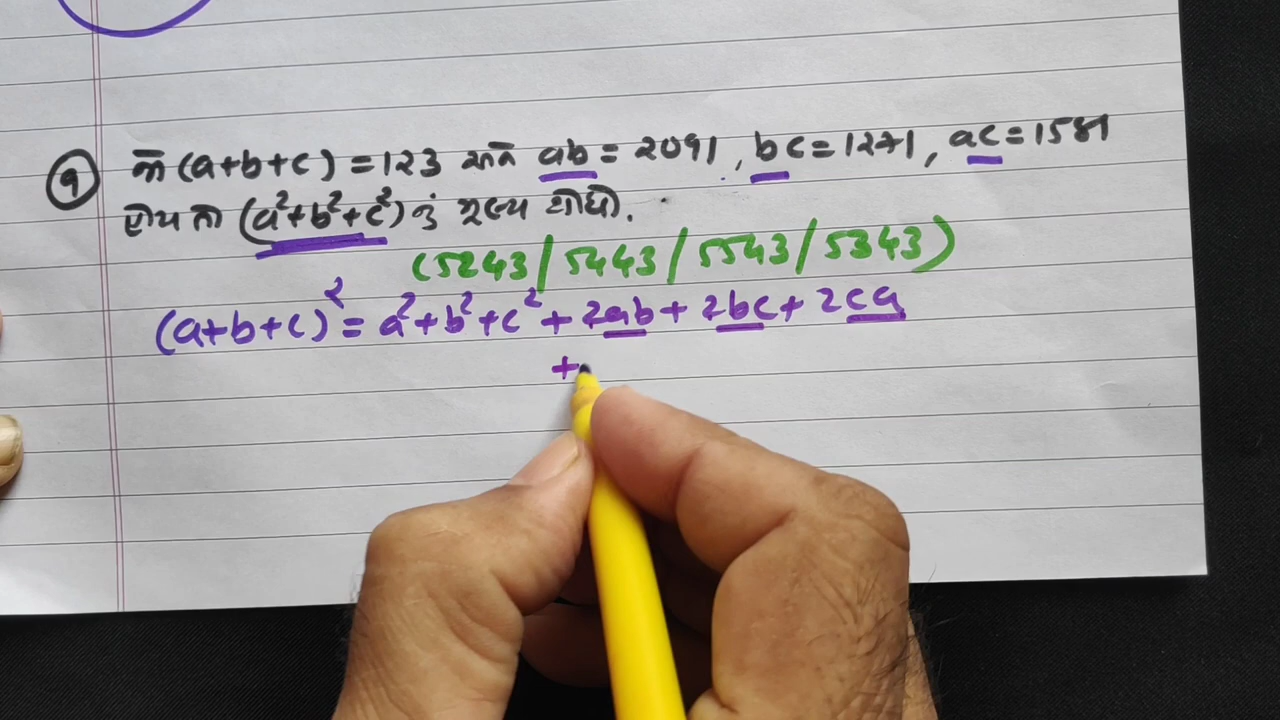 ૧ જો (a+b+c) = 123 અને ab = 2091, bc = 1271, ac = 1581
હોય તો (a²+b²+c²) નું મૂલ્ય શોધો.
(5243/5443/5543/5343)
(a+b+c)² = a²+b²+c² + 2ab + 2bc + 2ca
+